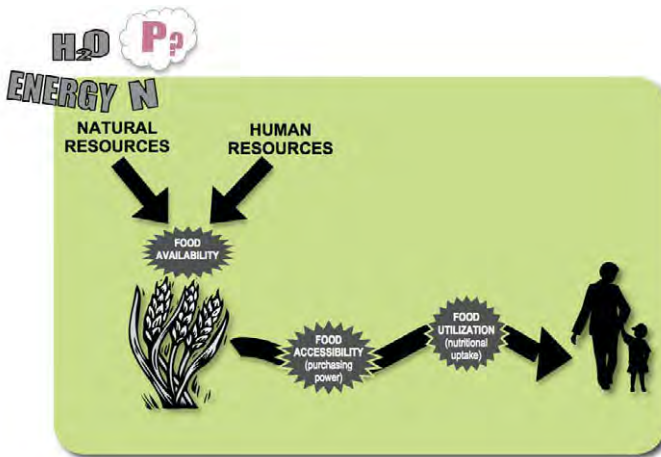 H2O
P?
ENERGY N
NATURAL
RESOURCES
HUMAN
RESOURCES
FOOD
AVAILABILITY
FOOD
ACCESSIBILITY
(purchasing
power)
FOOD
UTILIZATION
(nutritional
uptake)